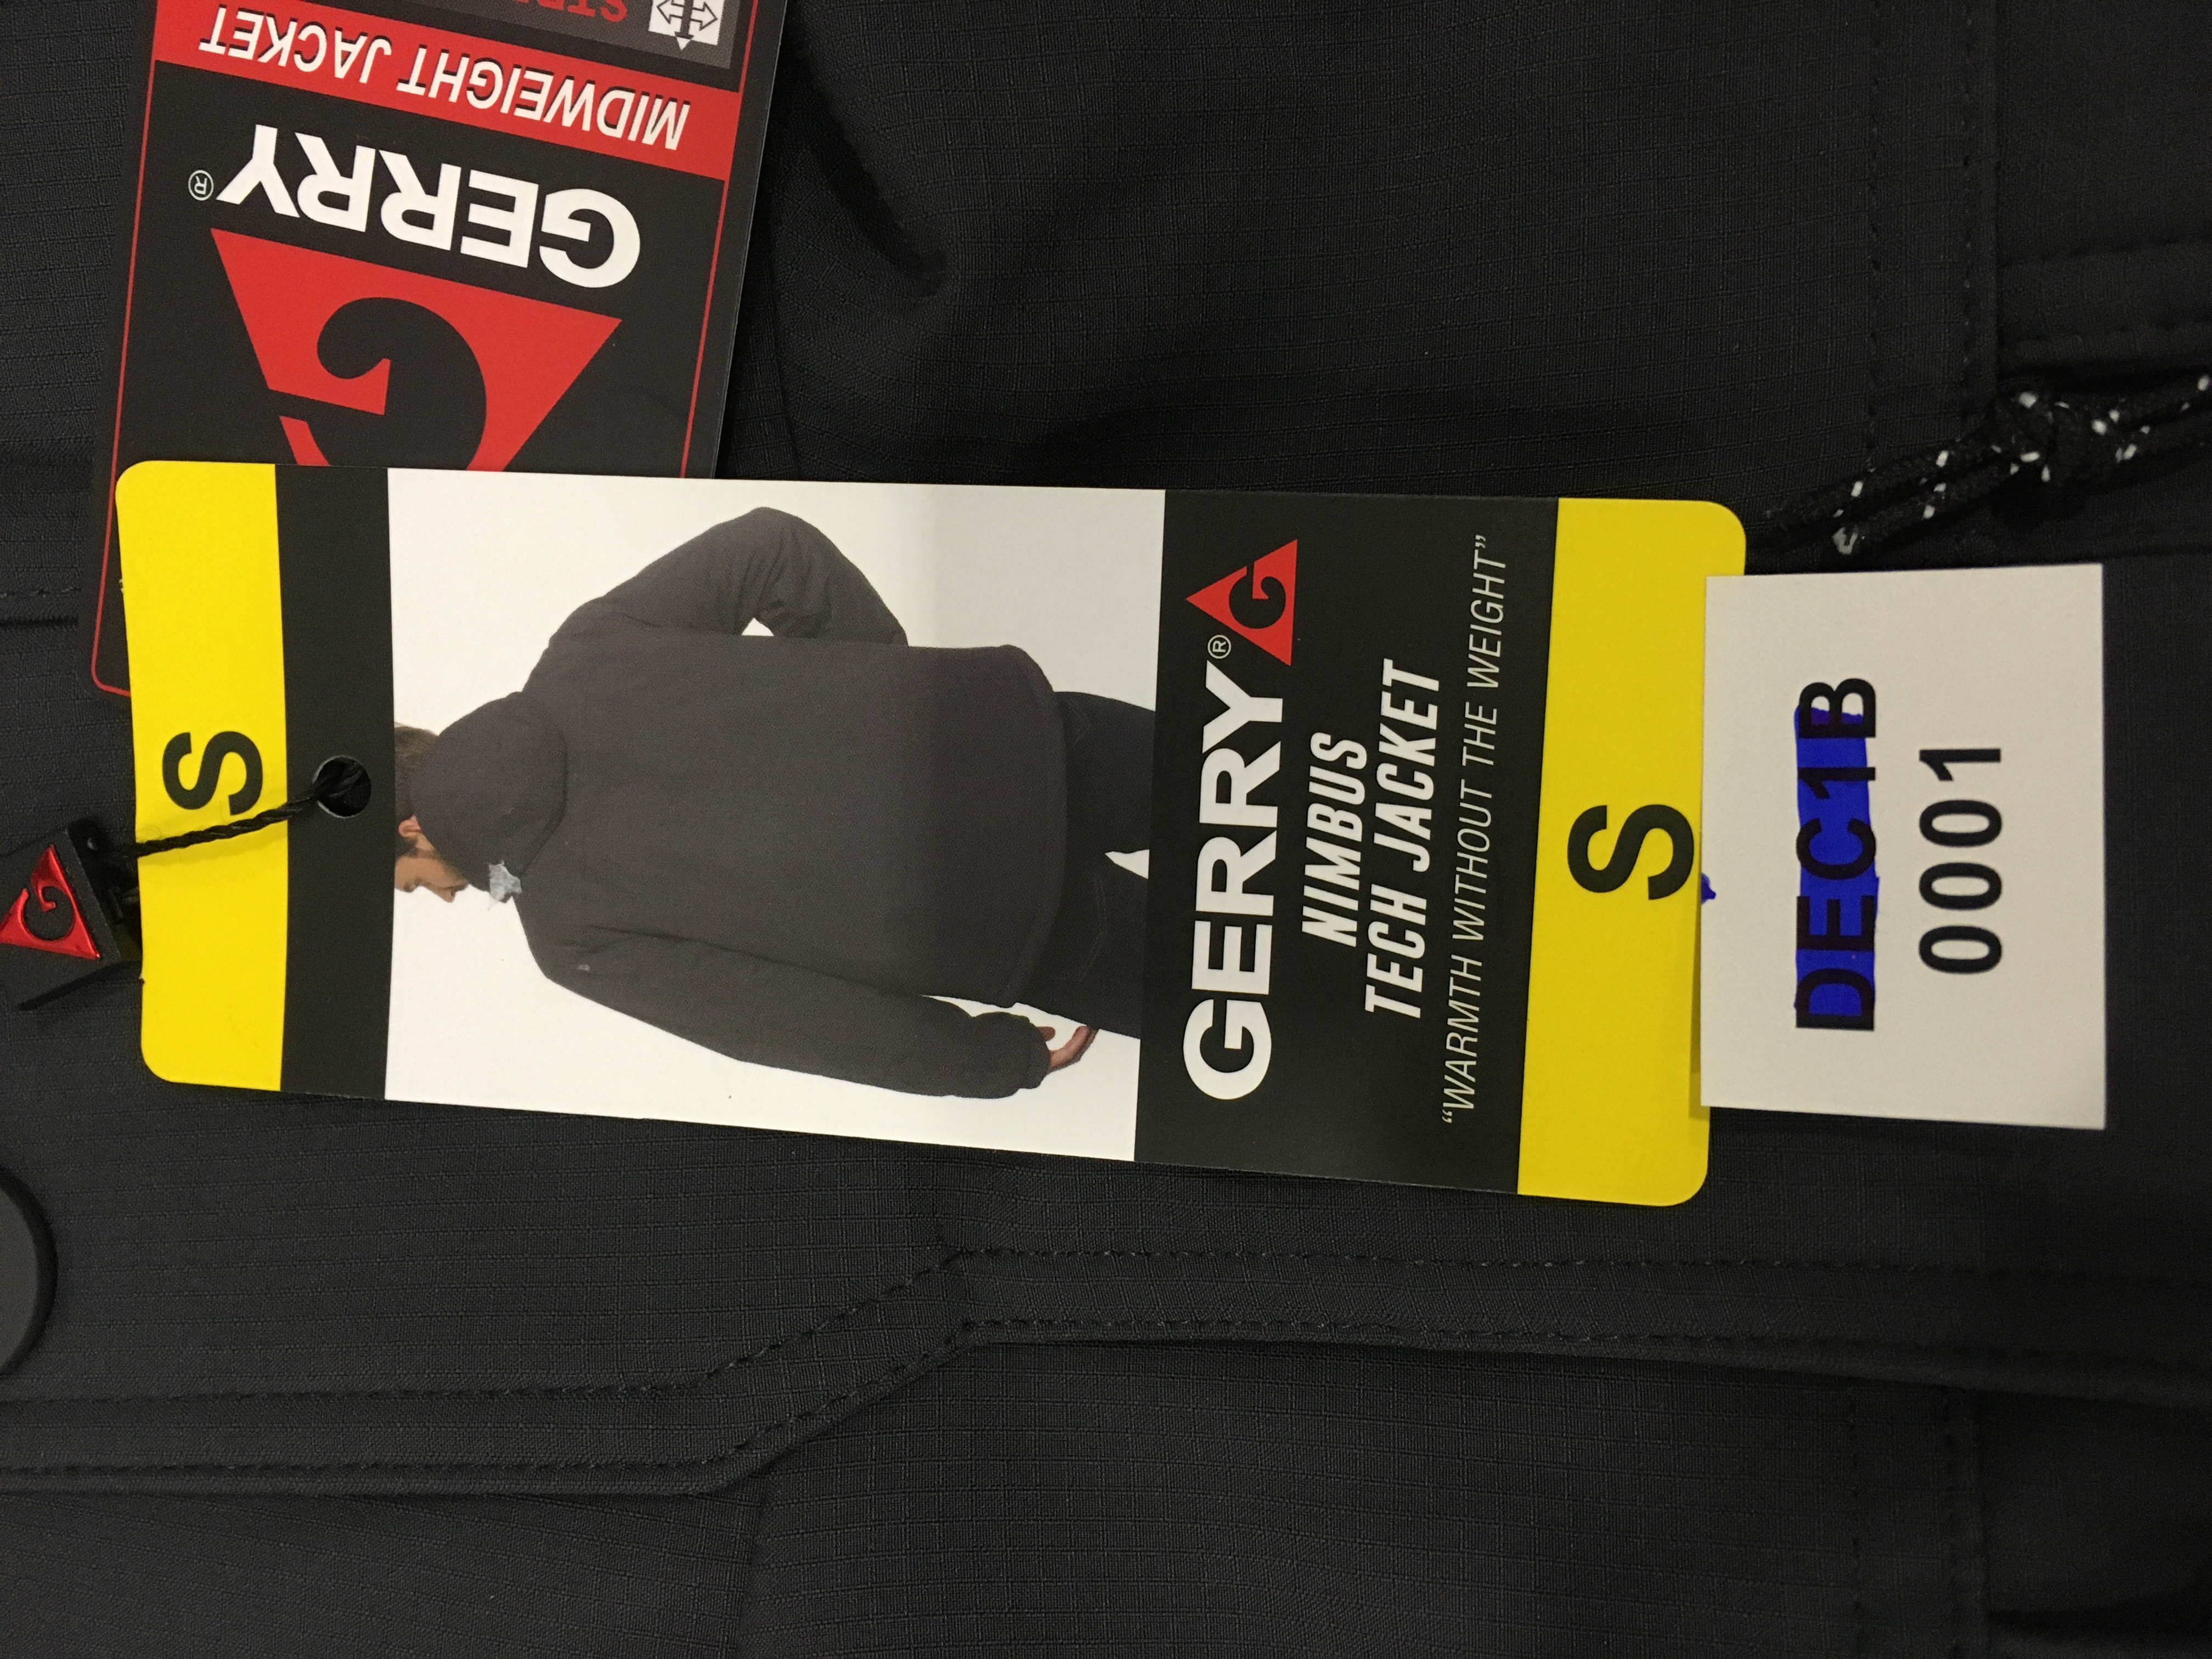 S
GERRY®
NIMBUS
TECH JACKET
"WARMTH WITHOUT THE WEIGHT"
S
DEC1B
0001
G
GERRY®
MIDWEIGHT JACKET
G
G